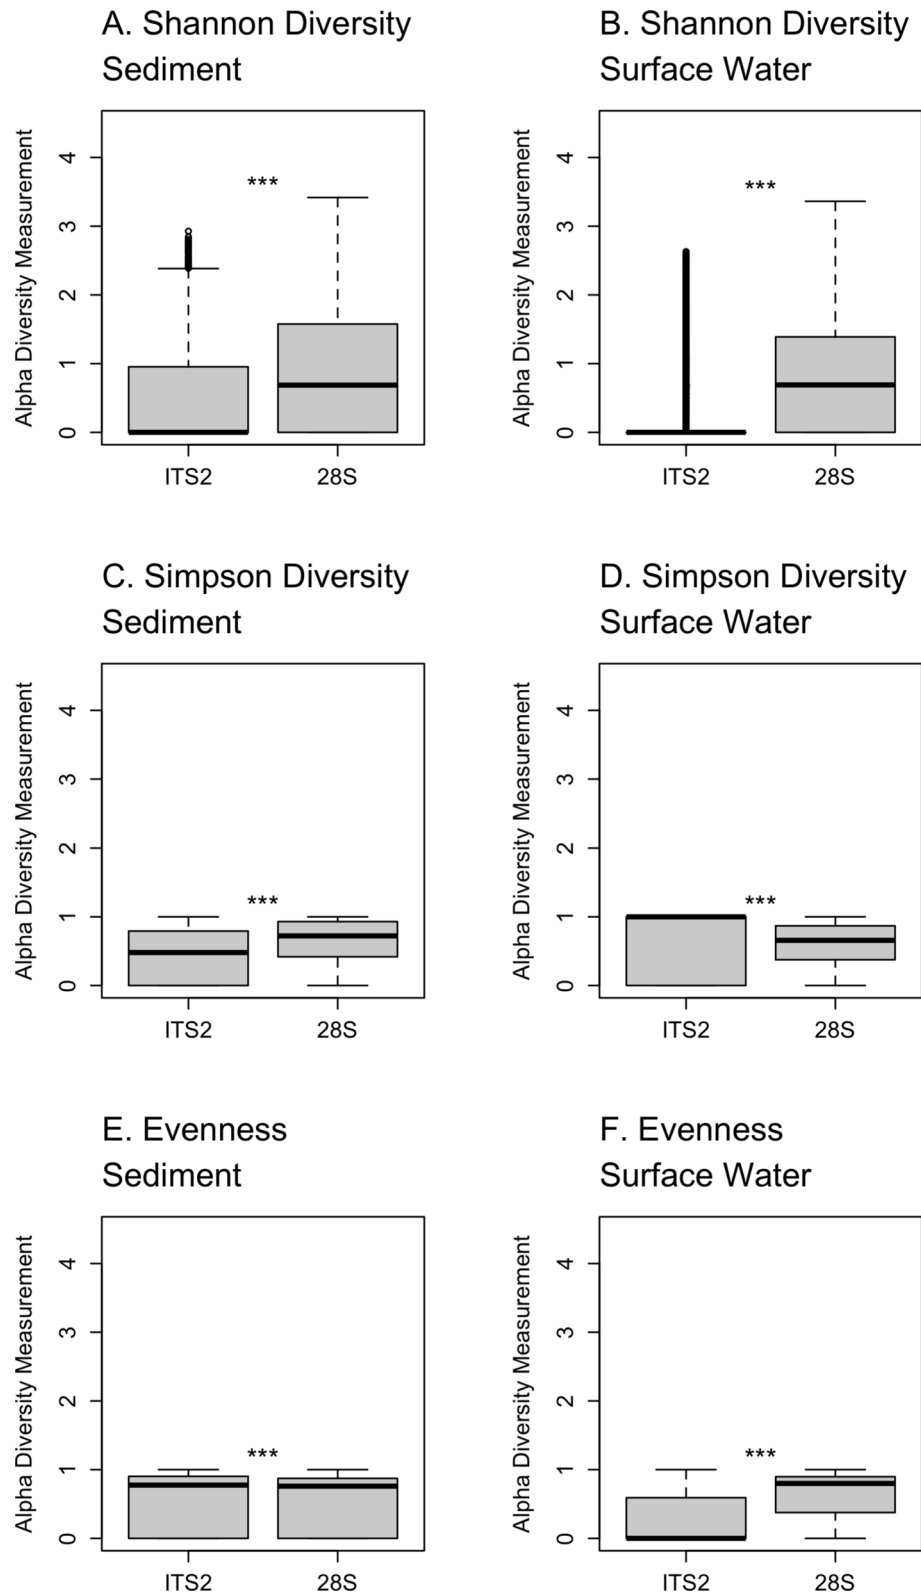 A. Shannon Diversity
Sediment
Alpha Diversity Measurement
4
3
2
1
0
***
ITS2
28S
B. Shannon Diversity
Surface Water
Alpha Diversity Measurement
4
3
2
1
0
***
ITS2
28S
C. Simpson Diversity
Sediment
Alpha Diversity Measurement
4
3
2
1
0
***
ITS2
28S
D. Simpson Diversity
Surface Water
Alpha Diversity Measurement
4
3
2
1
0
***
ITS2
28S
E. Evenness
Sediment
Alpha Diversity Measurement
4
3
2
1
0
***
ITS2
28S
F. Evenness
Surface Water
Alpha Diversity Measurement
4
3
2
1
0
***
ITS2
28S